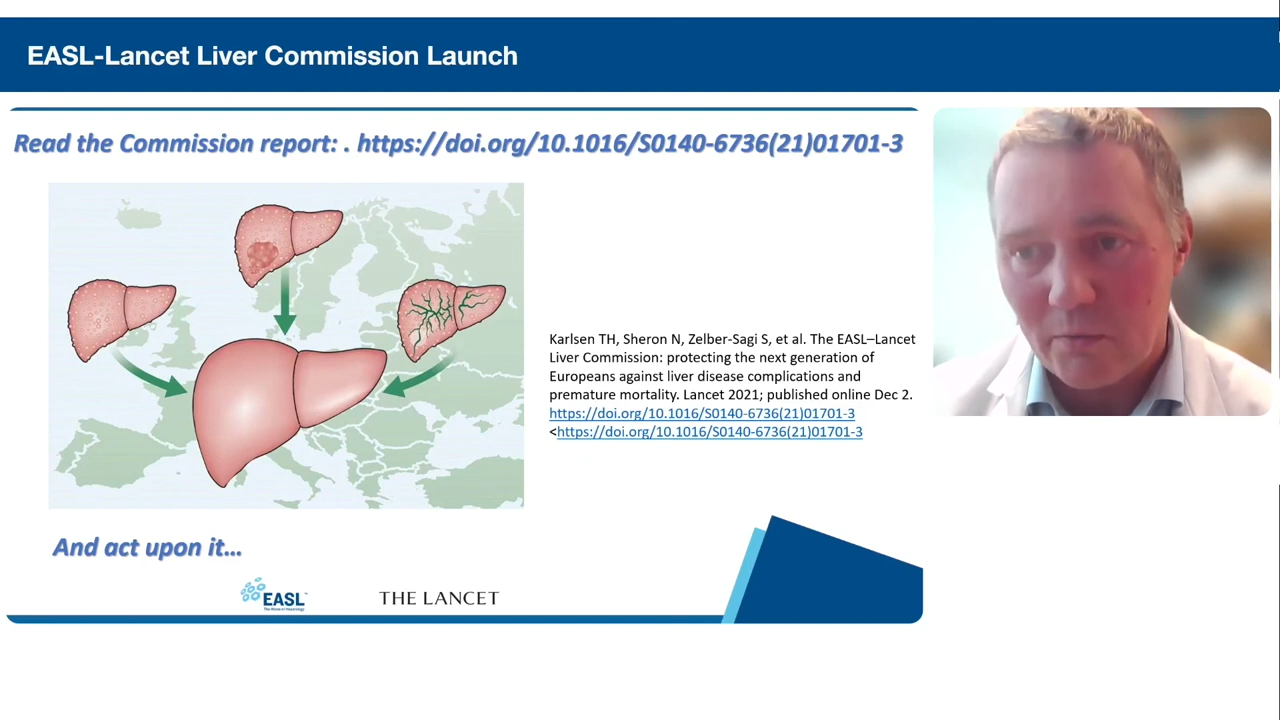 EASL-Lancet Liver Commission Launch
Read the Commission report: . https://doi.org/10.1016/S0140-6736(21)01701-3
Karlsen TH, Sheron N, Zelber-Sagi S, et al. The EASL–Lancet
Liver Commission: protecting the next generation of
Europeans against liver disease complications and
premature mortality. Lancet 2021; published online Dec 2.
https://doi.org/10.1016/S0140-6736(21)01701-3
<https://doi.org/10.1016/S0140-6736(21)01701-3
And act upon it…
EASL
The Home of Hepatology
THE LANCET